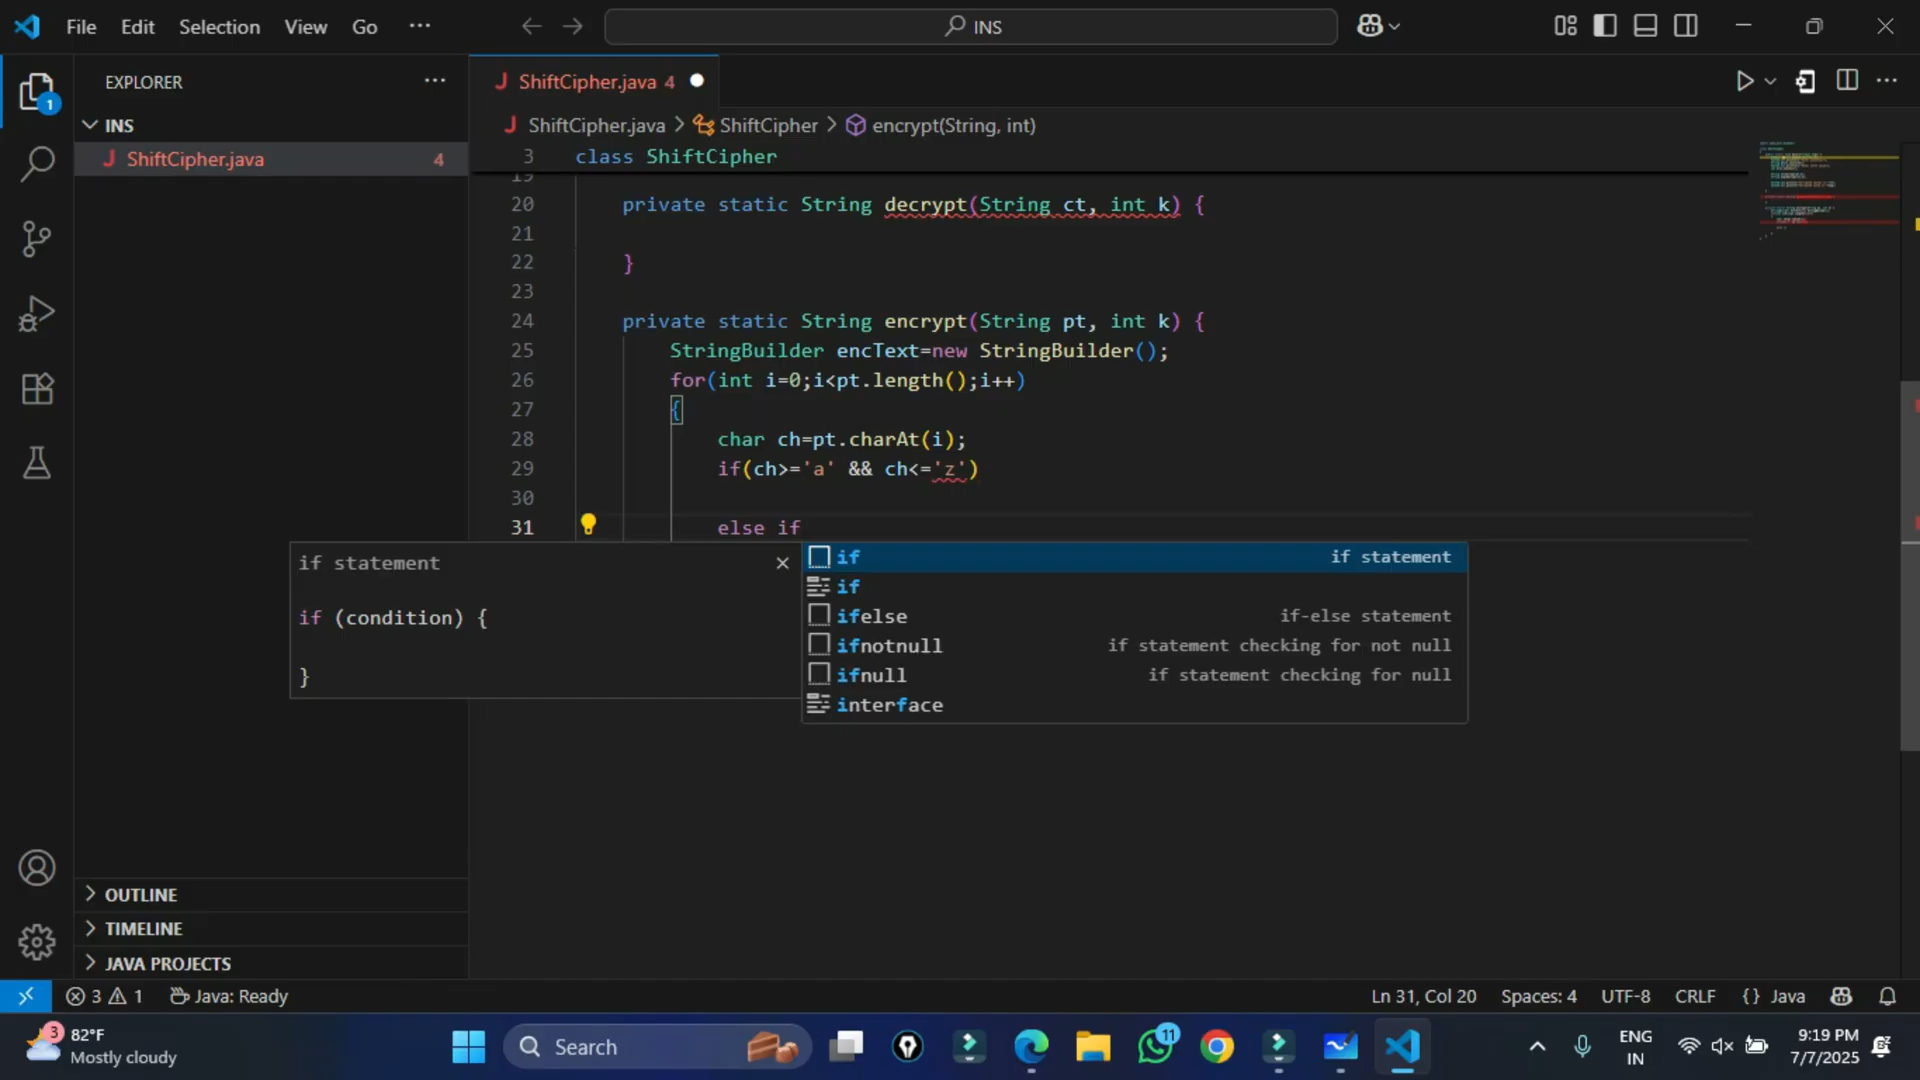 File Edit Selection View Go ···
INS
EXPLORER ···
INS
ShiftCipher.java 4
1
ShiftCipher.java 4
ShiftCipher.java > ShiftCipher > encrypt(String, int)
3 class ShiftCipher
19
20 private static String decrypt(String ct, int k) {
21
22 }
23
24 private static String encrypt(String pt, int k) {
25 StringBuilder encText=new StringBuilder();
26 for(int i=0;i<pt.length();i++)
27 {
28 char ch=pt.charAt(i);
29 if(ch>='a' && ch<='z')
30
31 else if
if statement
if (condition) {
}
if if statement
if
ifelse if-else statement
ifnotnull if statement checking for not null
ifnull if statement checking for null
interface
OUTLINE
TIMELINE
JAVA PROJECTS
3 1 Java: Ready
Ln 31, Col 20 Spaces: 4 UTF-8 CRLF {} Java
3 82°F
Mostly cloudy
Search
11
ENG
IN
9:19 PM
7/7/2025